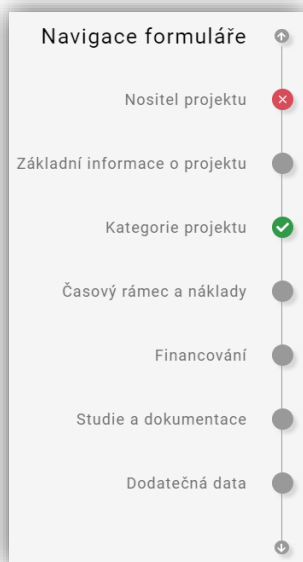 Navigace formuláře
Nositel projektu
Základní informace o projektu
Kategorie projektu
Časový rámec a náklady
Financování
Studie a dokumentace
Dodatečná data